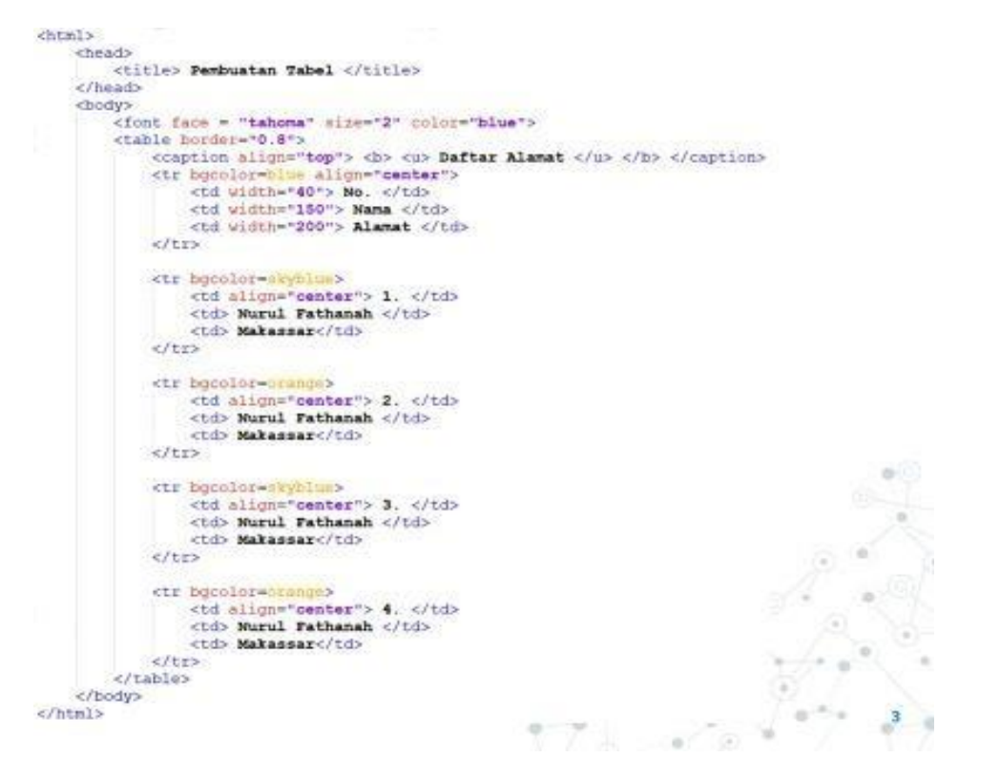 <html>
<head>
<title> Pembuatan Tabel </title>
</head>
<body>
<font face = "tahoma" size="2" color="blue">
<table border="0.8">
<caption align="top"> <b> <u> Daftar Alamat </u> </b> </caption>
<tr bgcolor=blue align="center">
<td width="40"> No. </td>
<td width="150"> Nama </td>
<td width="200"> Alamat </td>
</tr>
<tr bgcolor=skyblue>
<td align="center"> 1. </td>
<td> Nurul Fathanah </td>
<td> Makassar</td>
</tr>
<tr bgcolor=orange>
<td align="center"> 2. </td>
<td> Nurul Fathanah </td>
<td> Makassar</td>
</tr>
<tr bgcolor=skyblue>
<td align="center"> 3. </td>
<td> Nurul Fathanah </td>
<td> Makassar</td>
</tr>
<tr bgcolor=orange>
<td align="center"> 4. </td>
<td> Nurul Fathanah </td>
<td> Makassar</td>
</tr>
</table>
</body>
</html>
3